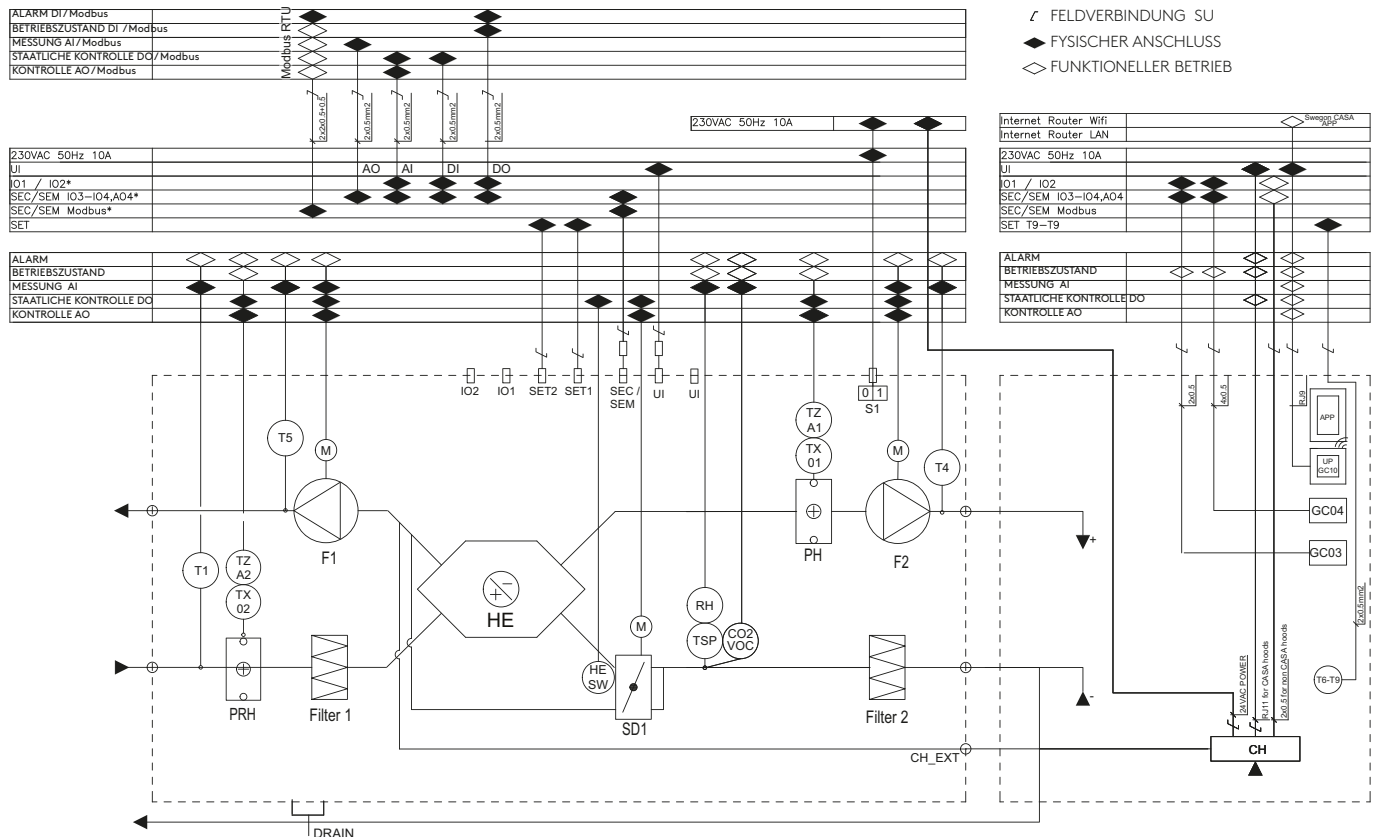 ALARM DI/Modbus
BETRIEBSZUSTAND DI /Modbus
MESSUNG AI/Modbus
STAATLICHE KONTROLLE DO/Modbus
KONTROLLE AO/Modbus
Modbus RTU
FELDVERBINDUNG SU
FYSISCHER ANSCHLUSS
FUNKTIONELLER BETRIEB
2x2x0.5+0.5
2x0.5mm2
2x0.5mm2
2x0.5mm2
2x0.5mm2
230VAC 50Hz 10A
Internet Router Wifi
Swegon CASA
APP
Internet Router LAN
230VAC 50Hz 10A
UI
AO
AI
DI
DO
IO1 / IO2*
SEC/SEM IO3-IO4,AO4*
SEC/SEM Modbus*
SET
230VAC 50Hz 10A
UI
IO1 / IO2
SEC/SEM IO3-IO4,AO4
SEC/SEM Modbus
SET T9-T9
ALARM
BETRIEBSZUSTAND
MESSUNG AI
STAATLICHE KONTROLLE DO
KONTROLLE AO
ALARM
BETRIEBSZUSTAND
MESSUNG AI
STAATLICHE KONTROLLE DO
KONTROLLE AO
IO2
IO1
SET2
SET1
SEC /
SEM
UI
UI
0 1
S1
2x0.5
4x0.5
RJ9
APP
UP
GC10
GC04
GC03
2x0.5mm2
T6-T9
T5
M
T1
TZ
A2
TX
02
F1
HE
+
-
PRH
Filter 1
HE
SW
M
SD1
RH
TSP
CO2
VOC
TZ
A1
TX
01
PH
M
F2
T4
Filter 2
+
-
24VAC POWER
RJ11 for CASA hoods
2x0.5 for non CASA hoods
CH
CH_EXT
DRAIN